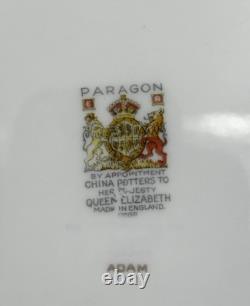 PARAGON
BY APPOINTMENT
CHINA POTTERS TO
HER MAJESTY
QUEEN ELIZABETH
MADE IN ENGLAND.
ADAM